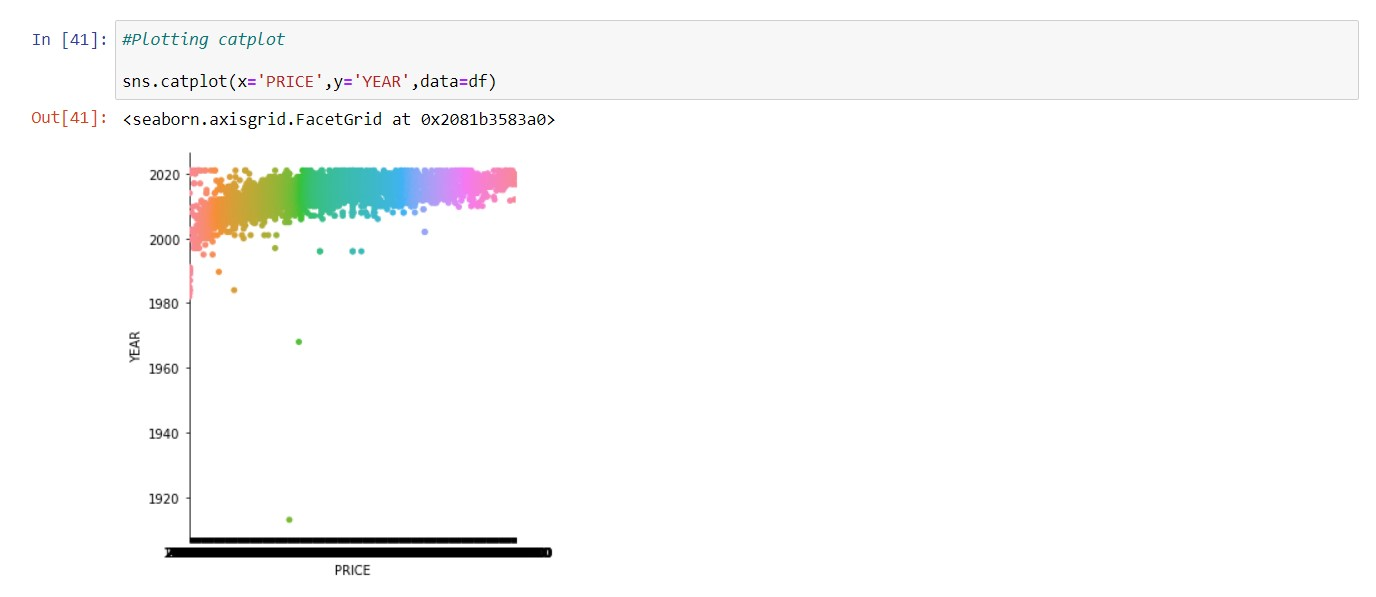 In [41]: #Plotting catplot
sns.catplot(x='PRICE',y='YEAR',data=df)
Out[41]: <seaborn.axisgrid.FacetGrid at 0x2081b3583a0>
2020
2000
1980
YEAR
1960
1940
1920
PRICE